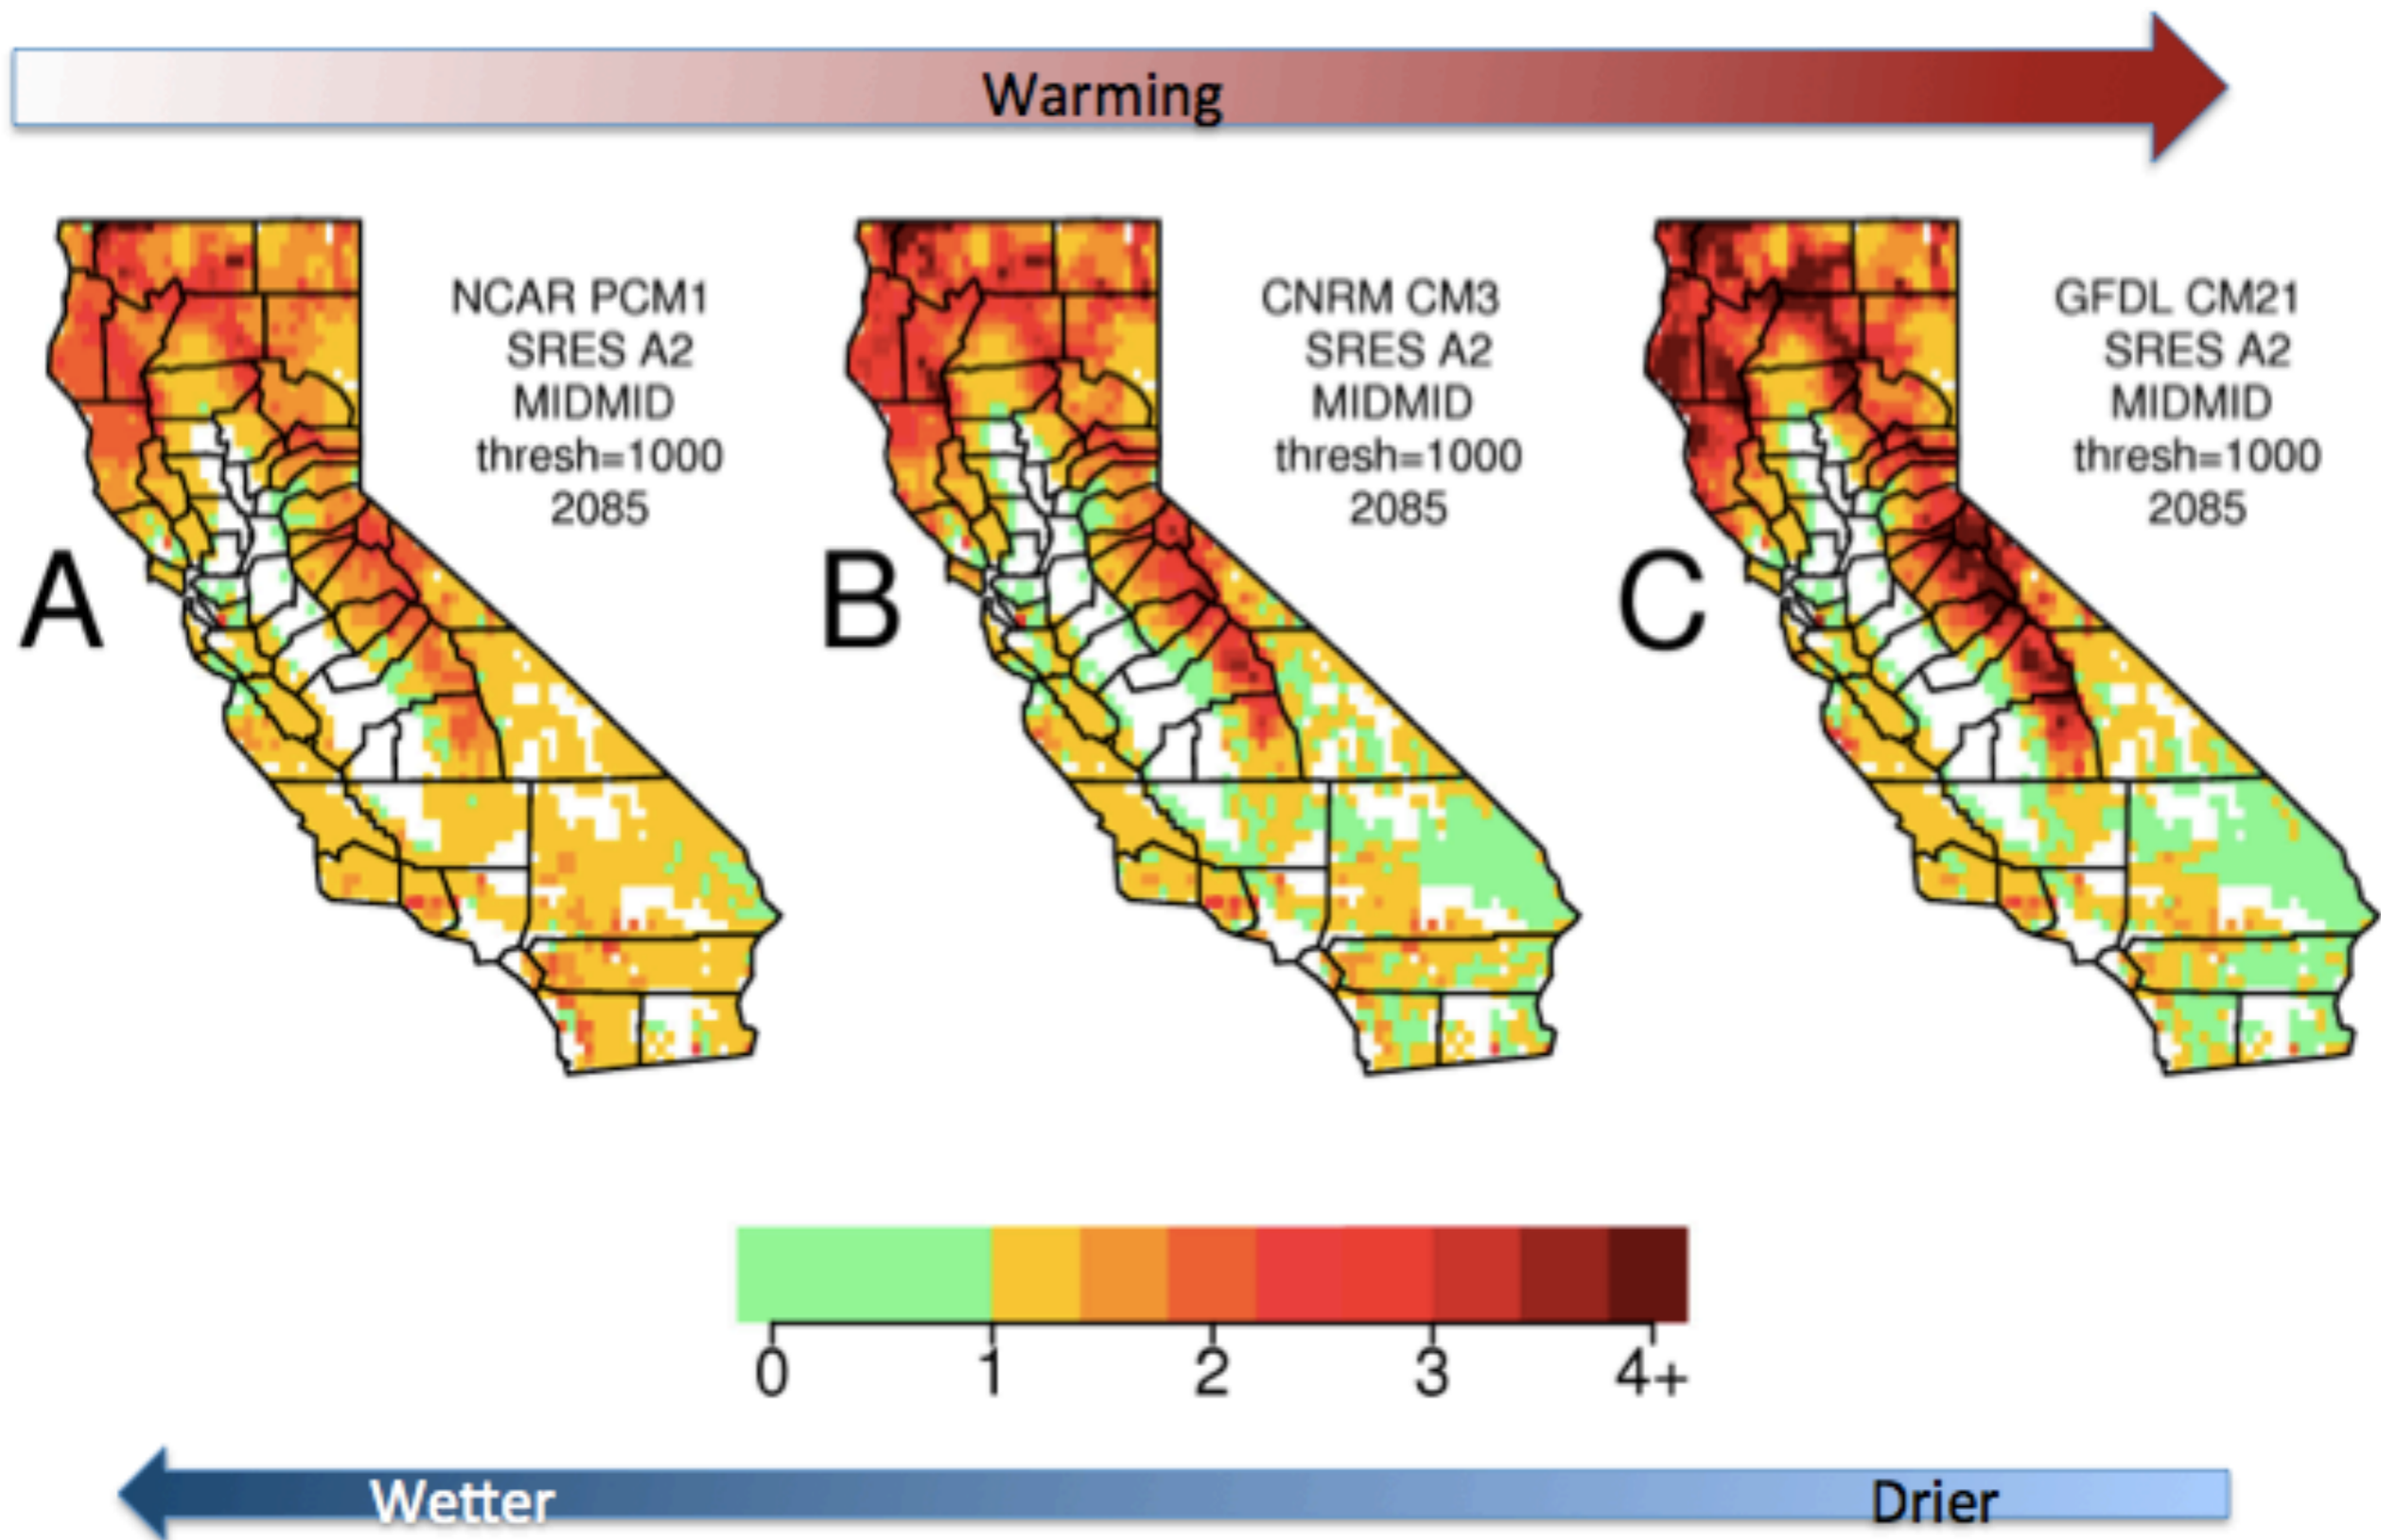 Warming
NCAR PCM1
SRES A2
MIDMID
thresh=1000
2085
A
CNRM CM3
SRES A2
MIDMID
thresh=1000
2085
B
GFDL CM21
SRES A2
MIDMID
thresh=1000
2085
C
0 1 2 3 4+
Wetter Drier